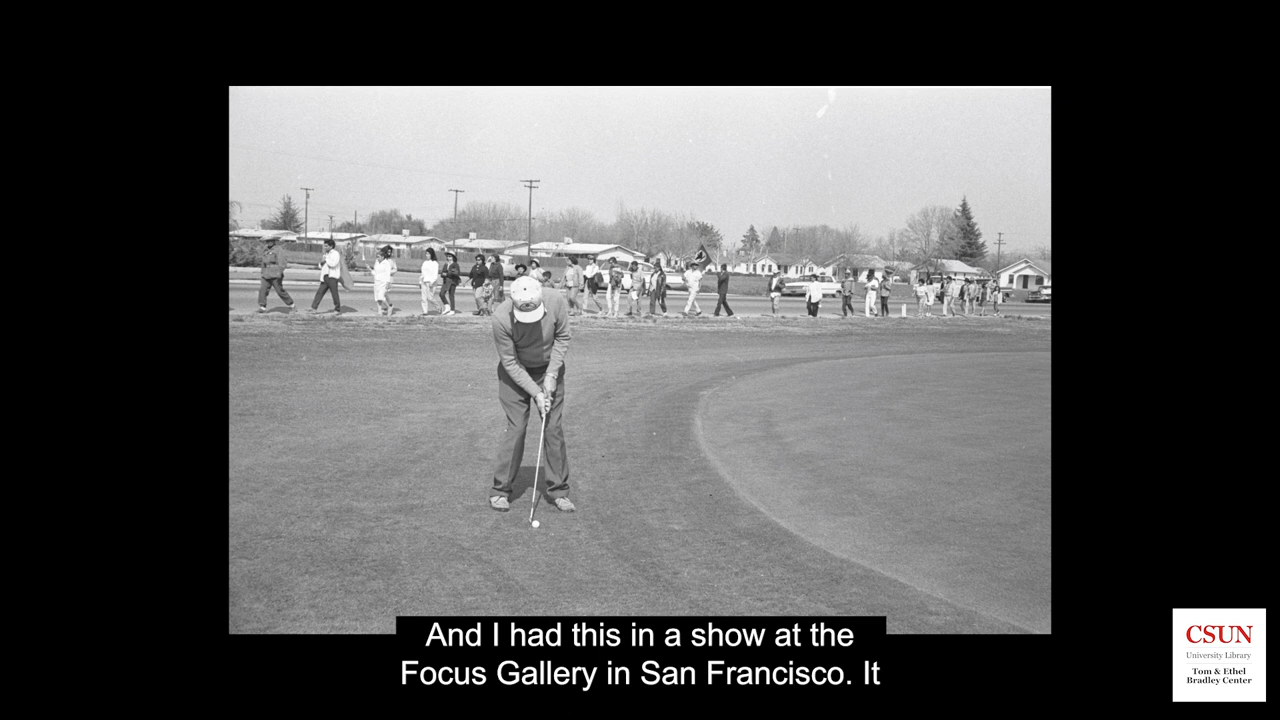 And I had this in a show at the
Focus Gallery in San Francisco. It
CSUN
University Library
Tom & Ethel
Bradley Center